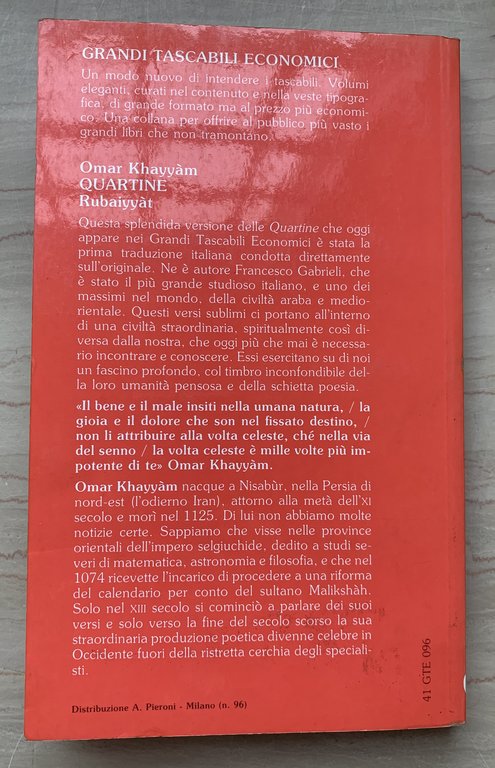 GRANDI TASCABILI ECONOMICI
Un modo nuovo di intendere i tascabili. Volumi
eleganti, curati nel contenuto e nella veste tipogra-
fica, di grande formato ma al prezzo più economi-
co. Una collana per offrire al pubblico più vasto i
grandi libri che non tramontano.
Omar Khayyàm
QUARTINE
Rubaiyyàt
Questa splendida versione delle Quartine che oggi
appare nei Grandi Tascabili Economici è stata la
prima traduzione italiana condotta direttamente
sull'originale. Ne è autore Francesco Gabrieli, che
è stato il più grande studioso italiano, e uno dei
massimi nel mondo, della civiltà araba e medio-
rientale. Questi versi sublimi ci portano all'interno
di una civiltà straordinaria, spiritualmente così di-
versa dalla nostra, che oggi più che mai è necessa-
rio incontrare e conoscere. Essi esercitano su di noi
un fascino profondo, col timbro inconfondibile del-
la loro umanità pensosa e della schietta poesia.
«Il bene e il male insiti nella umana natura, / la
gioia e il dolore che son nel fissato destino, /
non li attribuire alla volta celeste, ché nella via
del senno / la volta celeste è mille volte più im-
potente di te» Omar Khayyàm.
Omar Khayyàm nacque a Nisabùr, nella Persia di
nord-est (l'odierno Iran), attorno alla metà dell'XI
secolo e morì nel 1125. Di lui non abbiamo molte
notizie certe. Sappiamo che visse nelle province
orientali dell'impero selgiuchide, dedito a studi se-
veri di matematica, astronomia e filosofia, e che nel
1074 ricevette l'incarico di procedere a una riforma
del calendario per conto del sultano Malikshàh.
Solo nel XIII secolo si cominciò a parlare dei suoi
versi e solo verso la fine del secolo scorso la sua
straordinaria produzione poetica divenne celebre in
Occidente fuori della ristretta cerchia degli speciali-
sti.
Distribuzione A. Pieroni - Milano (n. 96)
41 GTE 096